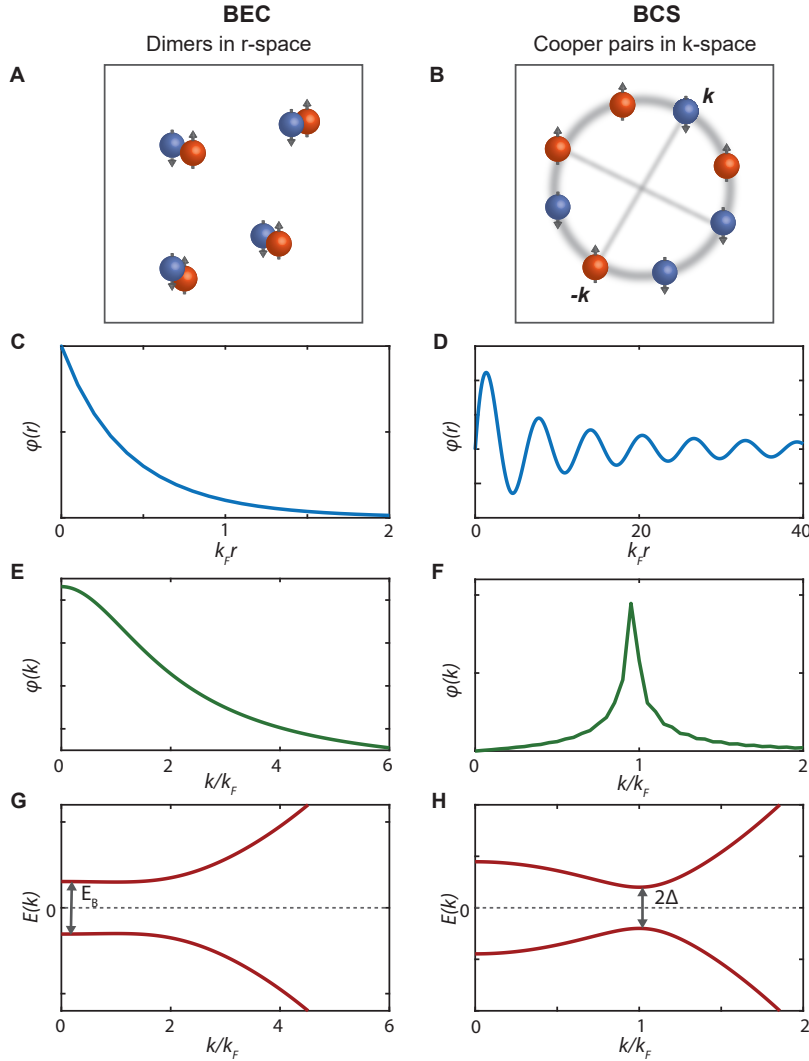 BEC
BCS
Dimers in r-space
Cooper pairs in k-space
A
B
k
-k
C
D
φ(r)
0
1
2
k_F r
φ(r)
0
20
40
k_F r
E
F
φ(k)
0
2
4
6
k/k_F
φ(k)
0
1
2
k/k_F
G
H
E(k)
0
E_B
0
2
4
6
k/k_F
E(k)
0
2Δ
0
1
2
k/k_F